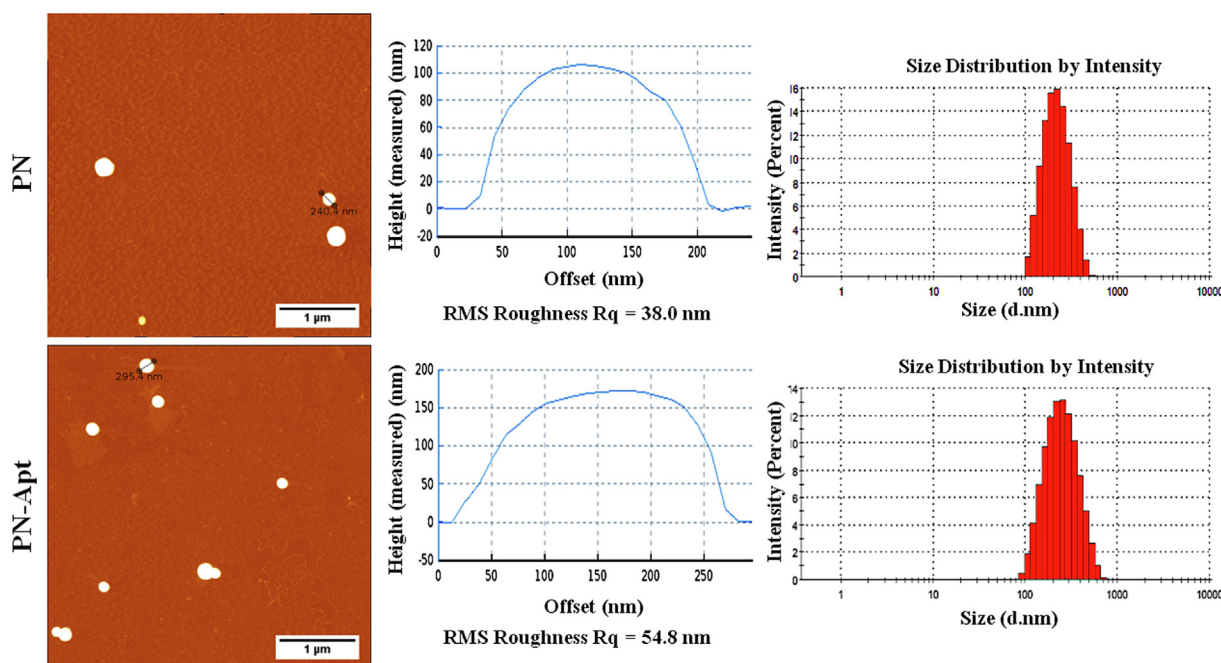 PN
240.4 nm
1 µm
Height (measured) (nm)
120
100
80
60
40
20
0
-20
0 50 100 150 200
Offset (nm)
RMS Roughness Rq = 38.0 nm
Size Distribution by Intensity
Intensity (Percent)
16
14
12
10
8
6
4
2
0
1 10 100 1000 10000
Size (d.nm)
PN-Apt
295.4 nm
1 µm
Height (measured) (nm)
200
150
100
50
0
-50
0 50 100 150 200 250
Offset (nm)
RMS Roughness Rq = 54.8 nm
Size Distribution by Intensity
Intensity (Percent)
14
12
10
8
6
4
2
0
1 10 100 1000 10000
Size (d.nm)